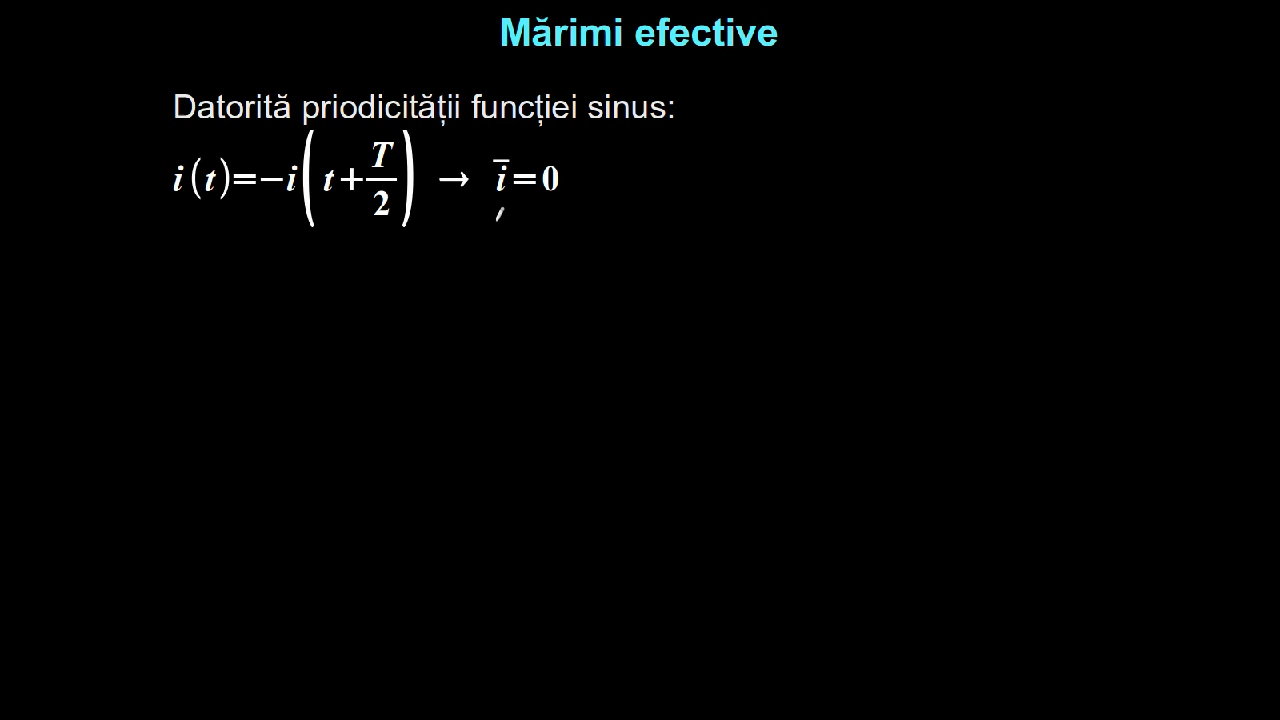 Mărimi efective
Datorită priodicității funcției sinus:
i(t)=−i(t+T/2) → i̅=0